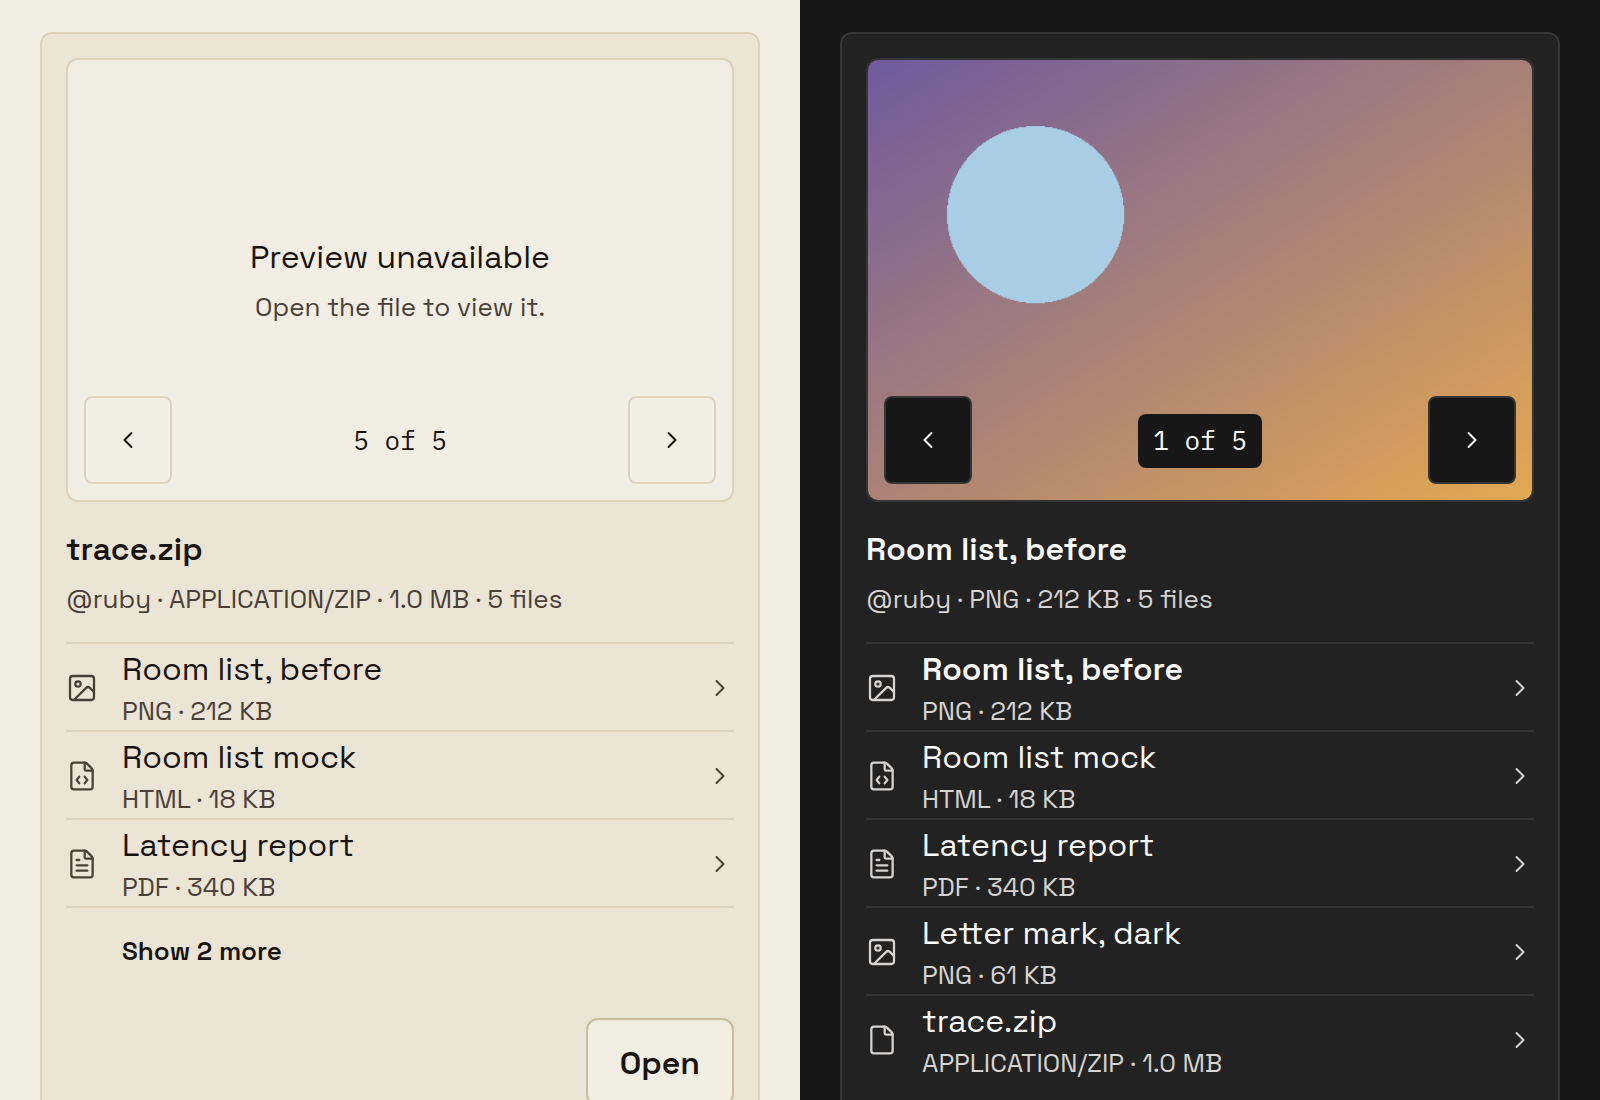 Preview unavailable
Open the file to view it.
5 of 5
trace.zip
@ruby · APPLICATION/ZIP · 1.0 MB · 5 files
Room list, before
PNG · 212 KB
Room list mock
HTML · 18 KB
Latency report
PDF · 340 KB
Show 2 more
Open
1 of 5
Room list, before
@ruby · PNG · 212 KB · 5 files
Room list, before
PNG · 212 KB
Room list mock
HTML · 18 KB
Latency report
PDF · 340 KB
Letter mark, dark
PNG · 61 KB
trace.zip
APPLICATION/ZIP · 1.0 MB